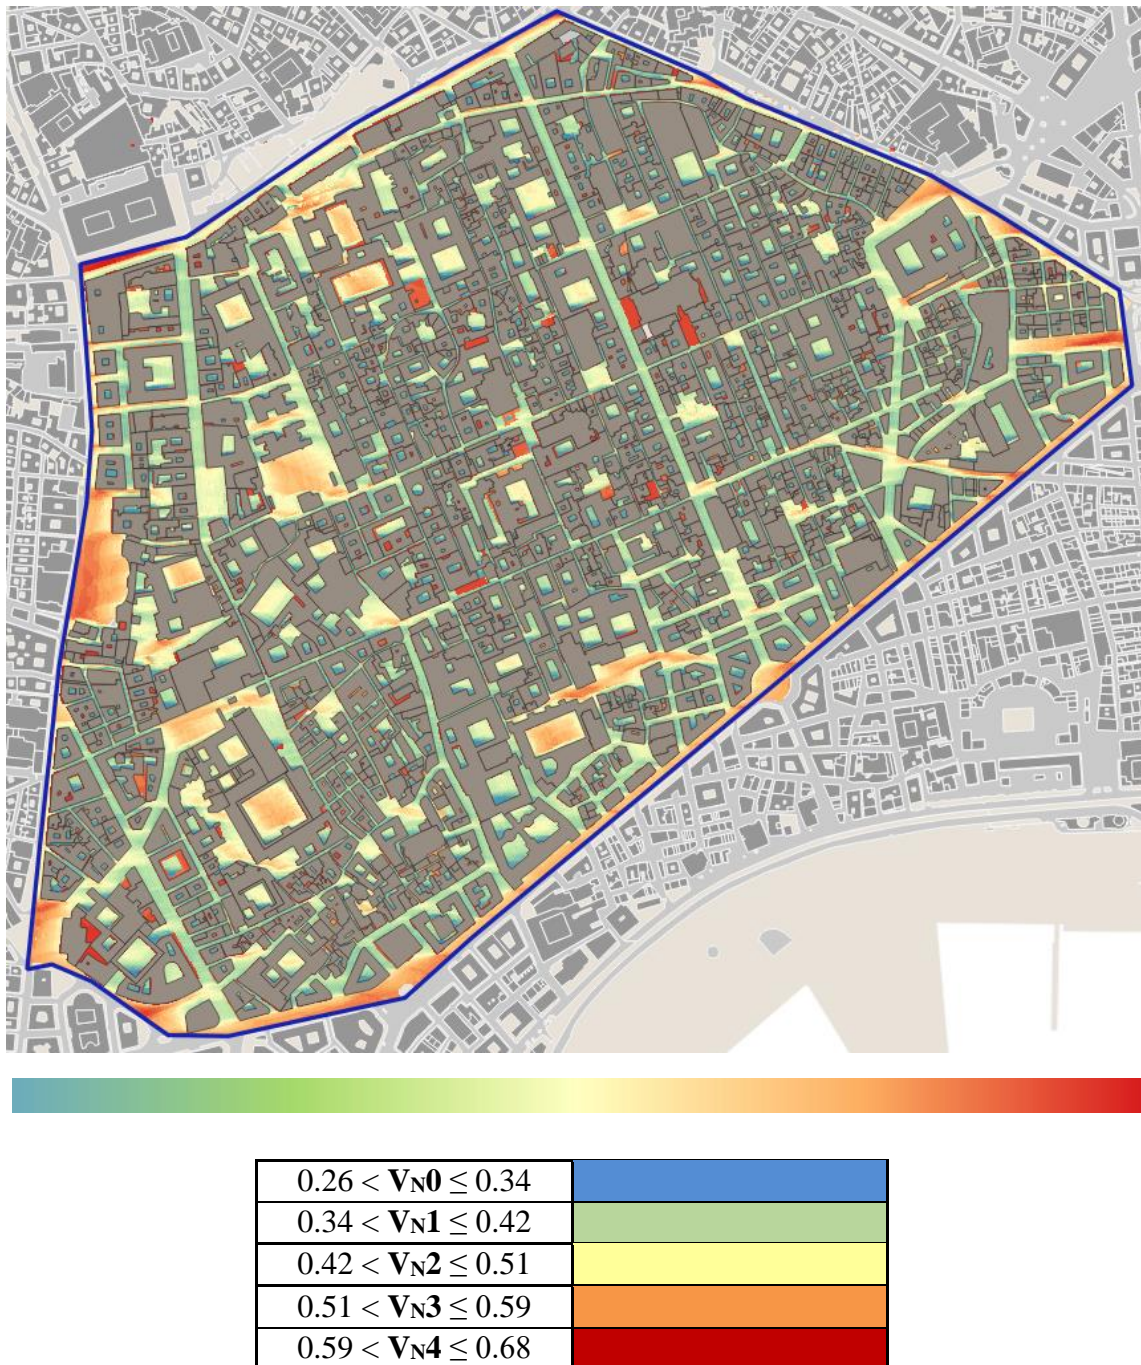 0.26 < VN0 ≤ 0.34
0.34 < VN1 ≤ 0.42
0.42 < VN2 ≤ 0.51
0.51 < VN3 ≤ 0.59
0.59 < VN4 ≤ 0.68